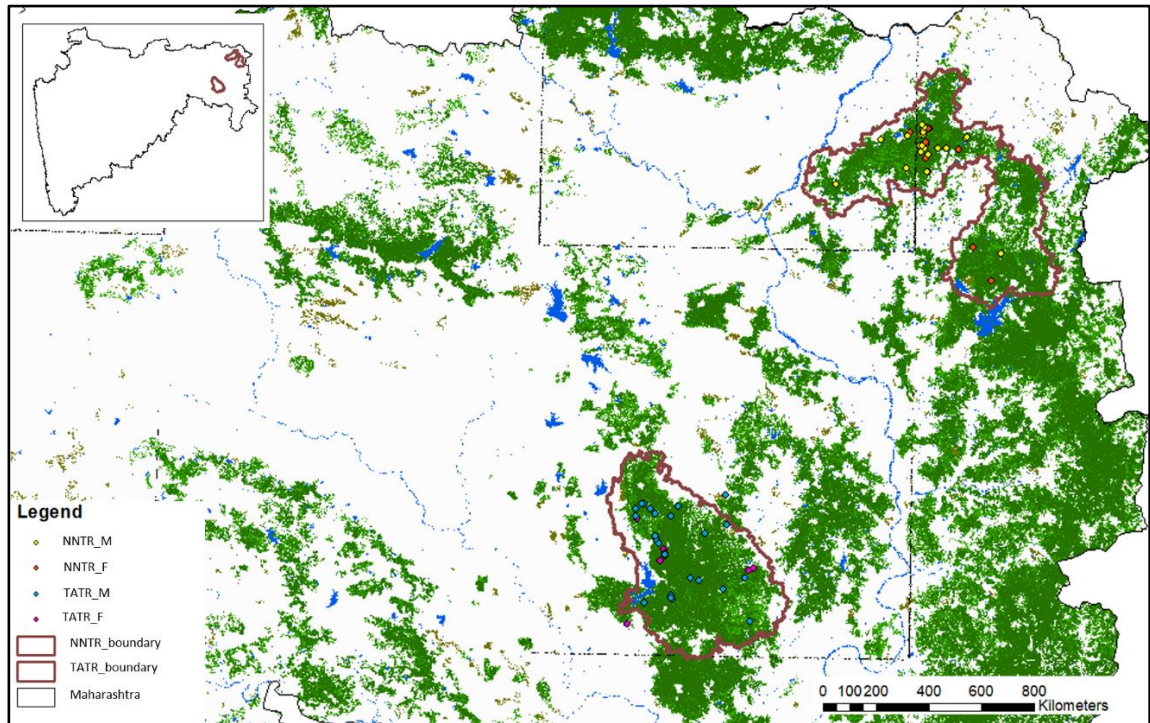 Legend
NNTR_M
NNTR_F
TATR_M
TATR_F
NNTR_boundary
TATR_boundary
Maharashtra
0 100 200 400 600 800
Kilometers